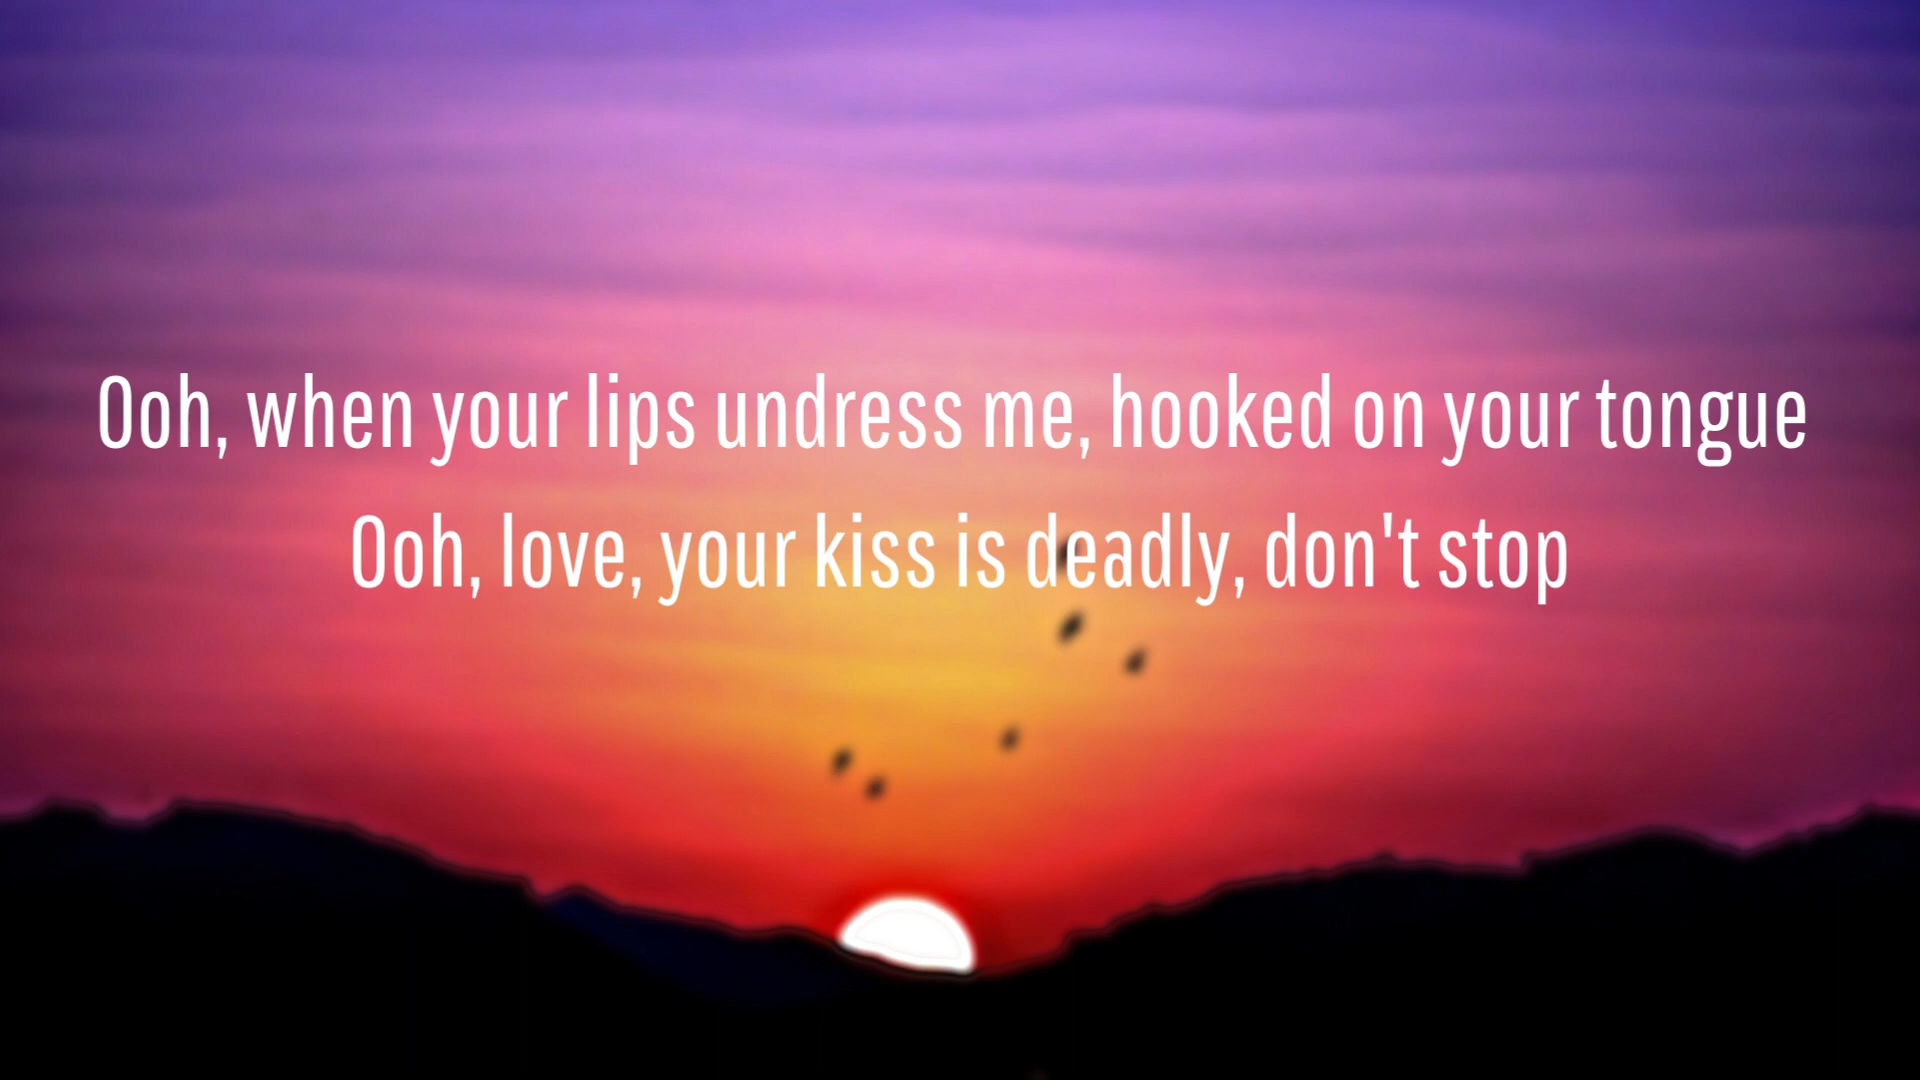 Ooh, when your lips undress me, hooked on your tongue
Ooh, love, your kiss is deadly, don't stop